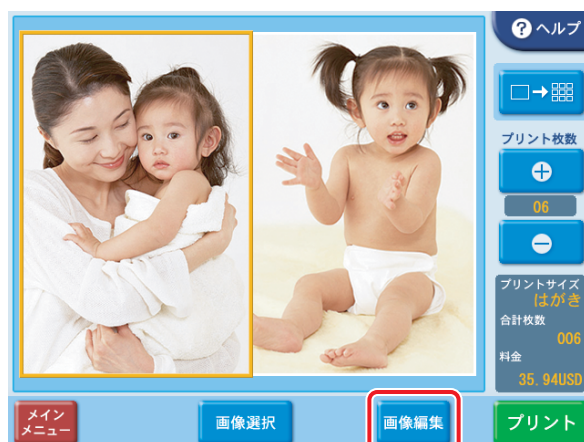 ? ヘルプ
プリント枚数
06
プリントサイズ
はがき
合計枚数
006
料金
35.94USD
メイン
メニュー
画像選択
画像編集
プリント